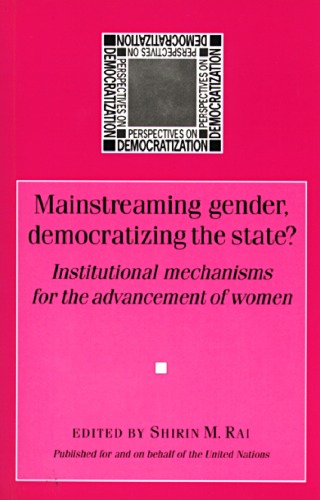 PERSPECTIVES ON
DEMOCRATIZATION
PERSPECTIVES ON
DEMOCRATIZATION
PERSPECTIVES ON
DEMOCRATIZATION
PERSPECTIVES ON
DEMOCRATIZATION
Mainstreaming gender,
democratizing the state?
Institutional mechanisms
for the advancement of women
EDITED BY SHIRIN M. RAI
Published for and on behalf of the United Nations